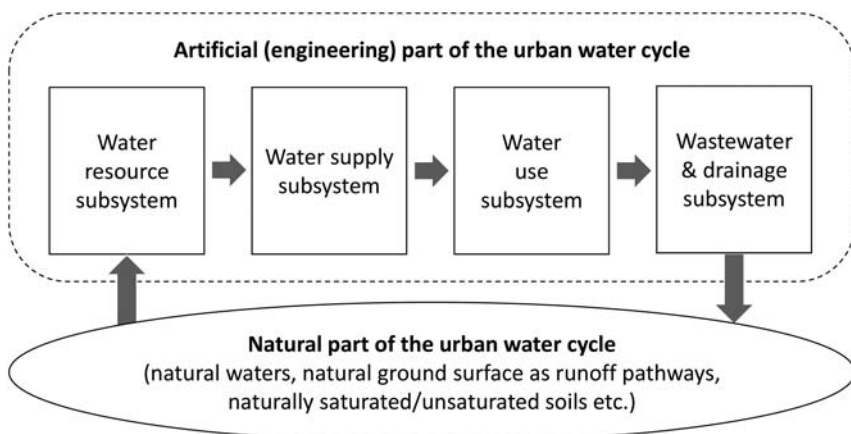 Artificial (engineering) part of the urban water cycle
Water
resource
subsystem
Water supply
subsystem
Water
use
subsystem
Wastewater
& drainage
subsystem
Natural part of the urban water cycle
(natural waters, natural ground surface as runoff pathways,
naturally saturated/unsaturated soils etc.)